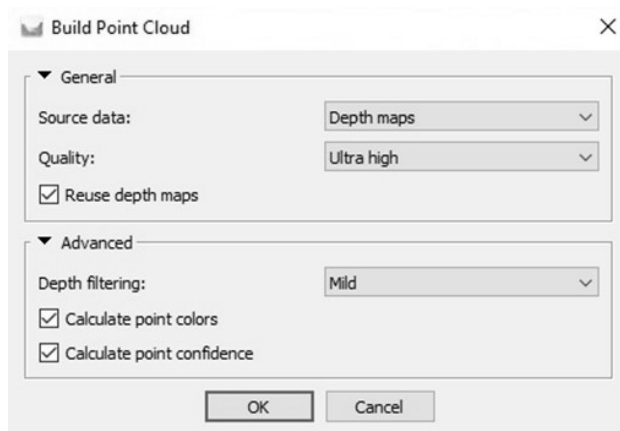 Build Point Cloud
General
Source data: Depth maps
Quality: Ultra high
Reuse depth maps
Advanced
Depth filtering: Mild
Calculate point colors
Calculate point confidence
OK Cancel